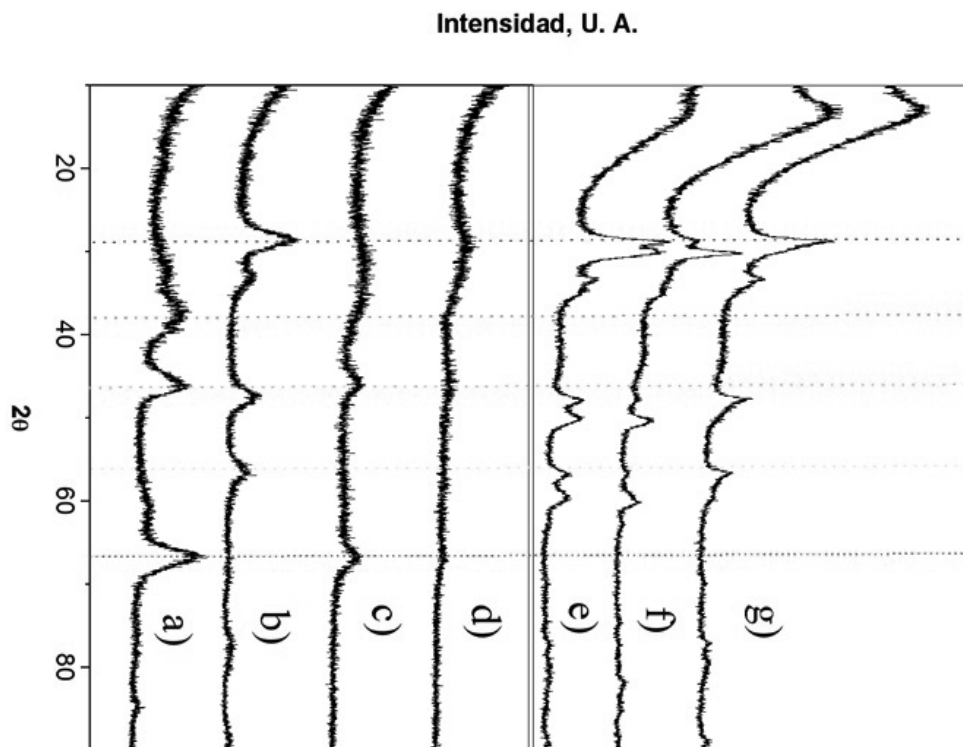 Intensidad, U. A.
20
40
60
80
2θ
a)
b)
c)
d)
e)
f)
g)